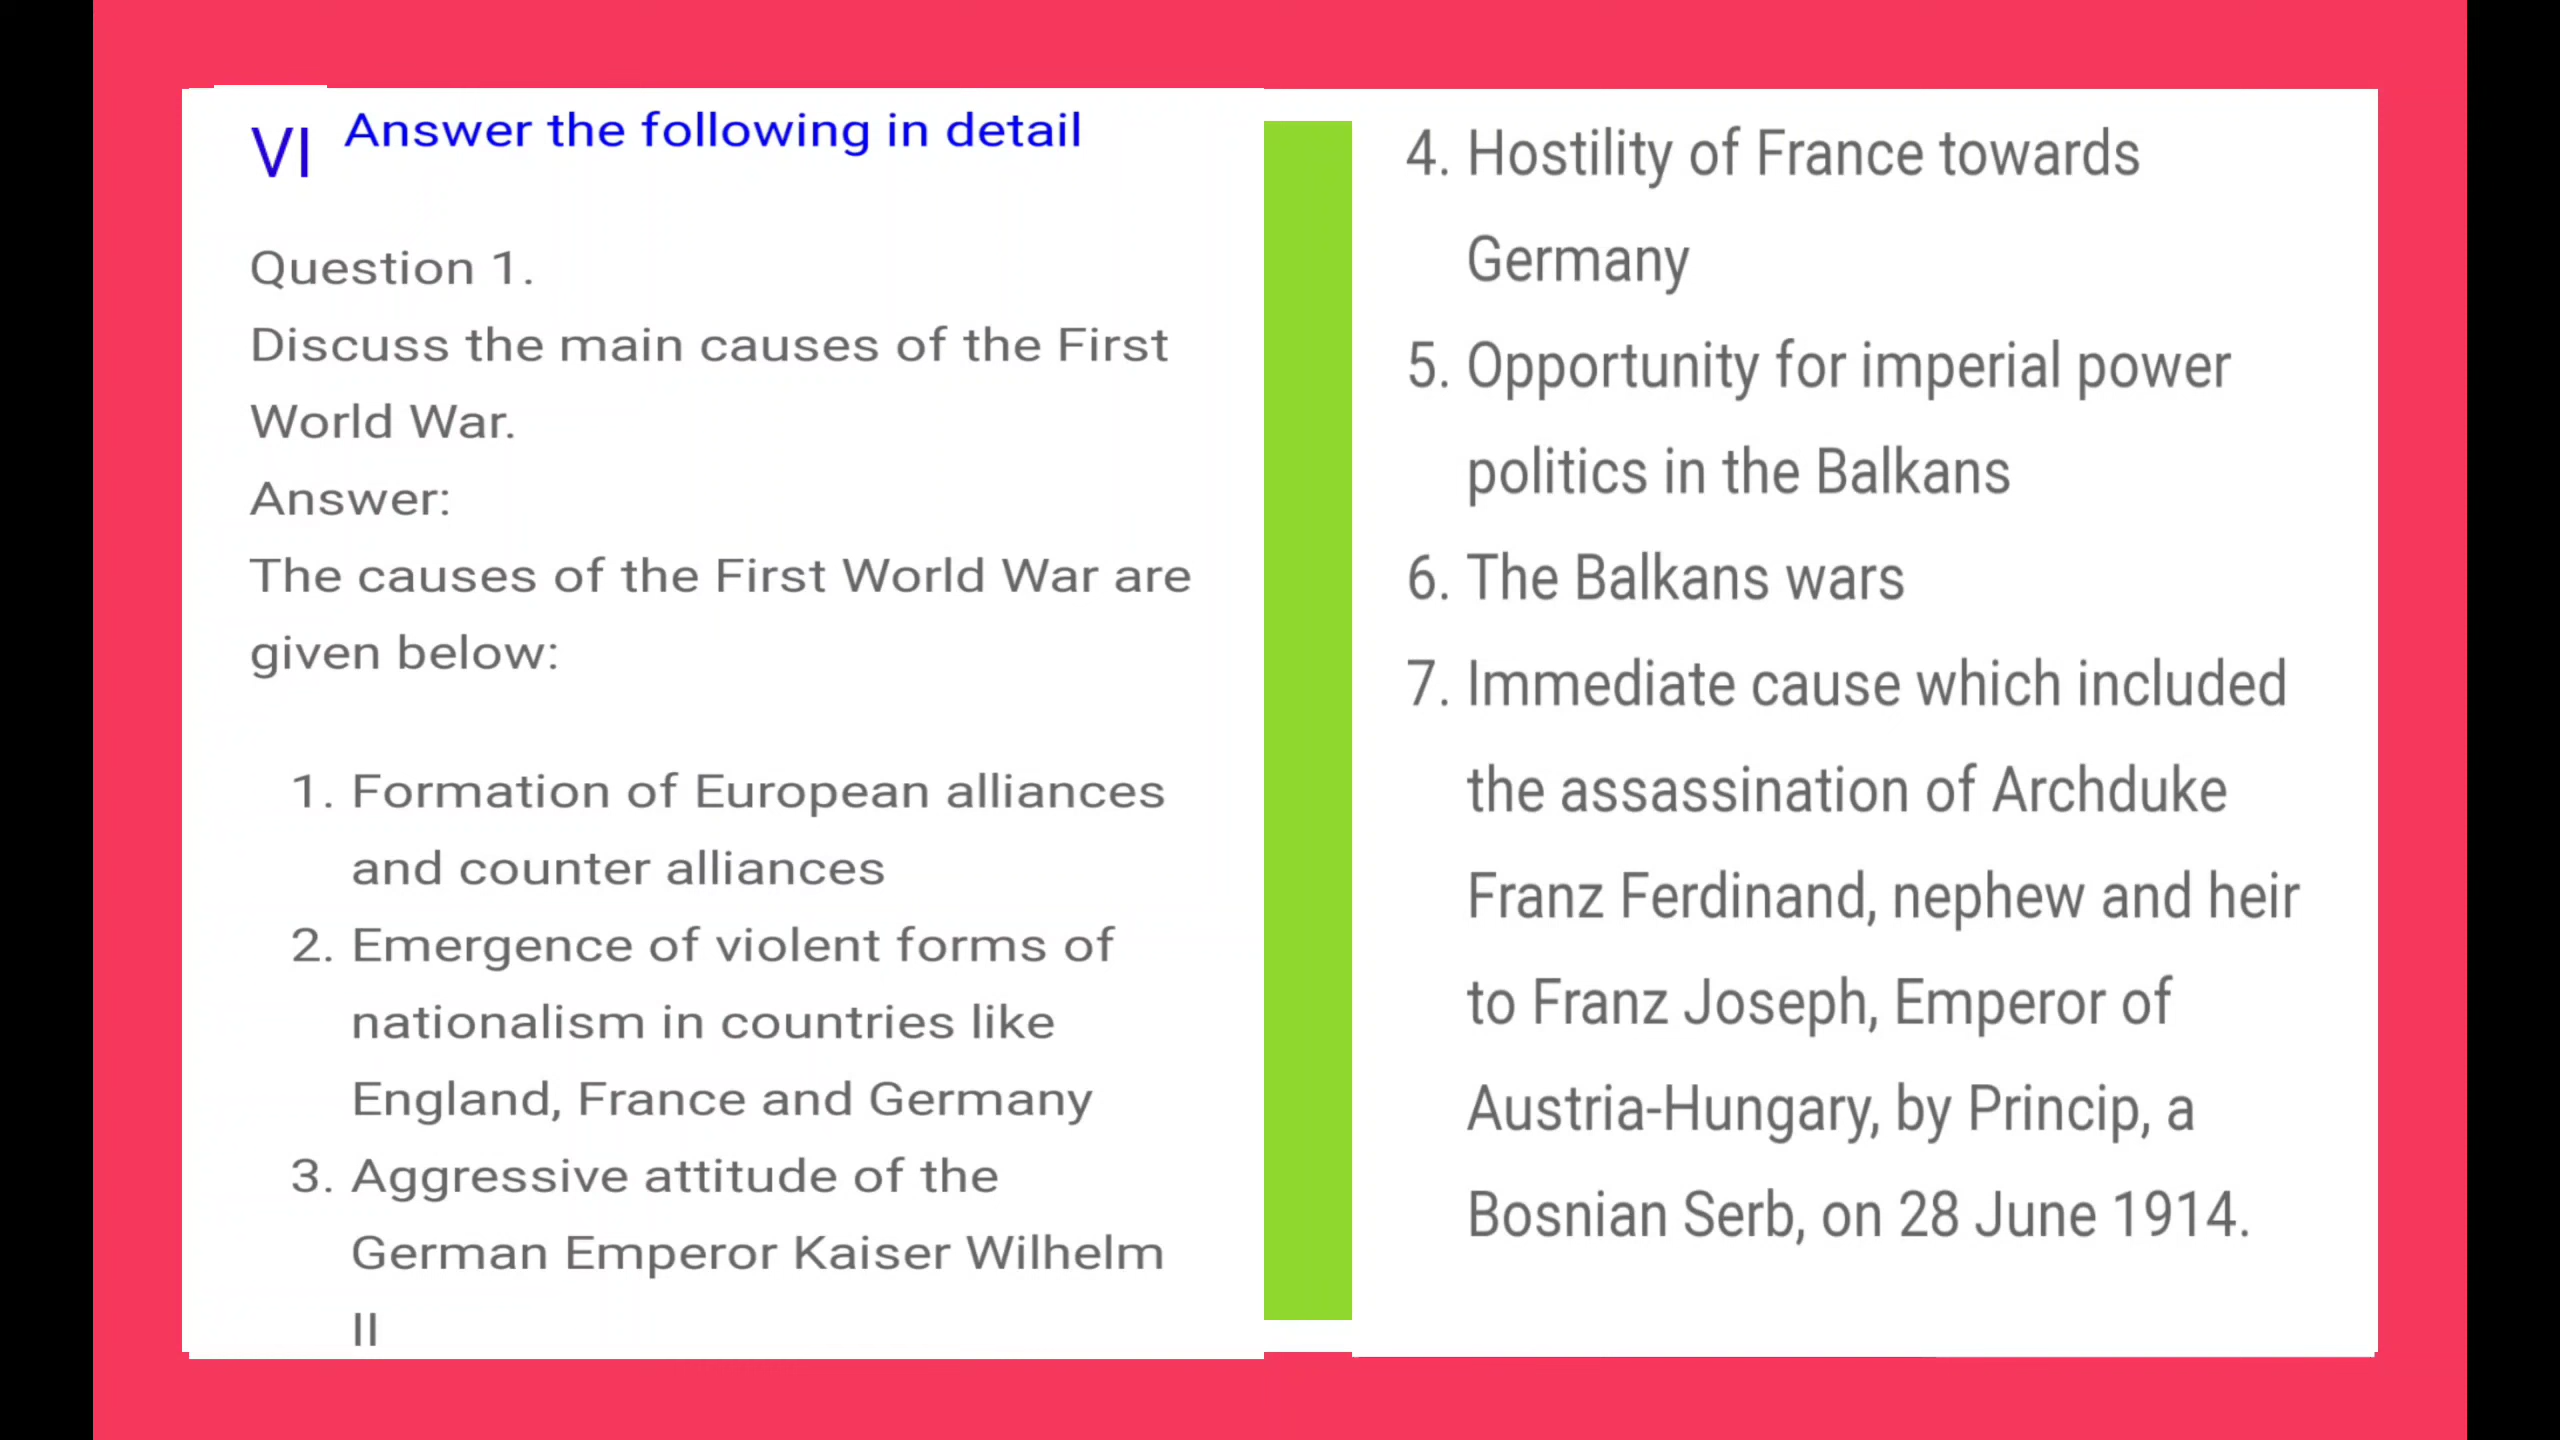 VI Answer the following in detail
Question 1.
Discuss the main causes of the First
World War.
Answer:
The causes of the First World War are
given below:
1. Formation of European alliances
and counter alliances
2. Emergence of violent forms of
nationalism in countries like
England, France and Germany
3. Aggressive attitude of the
German Emperor Kaiser Wilhelm
II
4. Hostility of France towards
Germany
5. Opportunity for imperial power
politics in the Balkans
6. The Balkans wars
7. Immediate cause which included
the assassination of Archduke
Franz Ferdinand, nephew and heir
to Franz Joseph, Emperor of
Austria-Hungary, by Princip, a
Bosnian Serb, on 28 June 1914.